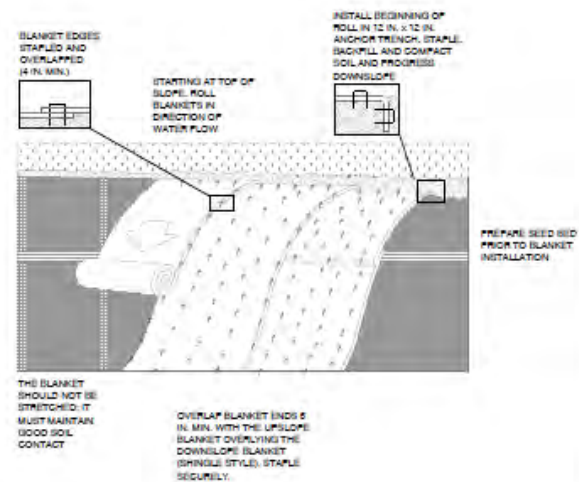 BLANKET EDGES
STAPLED AND
OVERLAPPED
(4 IN. MIN.)
STARTING AT TOP OF
SLOPE, ROLL
BLANKETS IN
DIRECTION OF
WATER FLOW
INSTALL BEGINNING OF
ROLL IN 12 IN. x 12 IN.
ANCHOR TRENCH, STAPLE,
BACKFILL AND COMPACT
SOIL AND PROGRESS
DOWNSLOPE
PREPARE SEED BED
PRIOR TO BLANKET
INSTALLATION
THE BLANKET
SHOULD NOT BE
STRETCHED; IT
MUST MAINTAIN
GOOD SOIL
CONTACT
OVERLAP BLANKET ENDS 6
IN. MIN. WITH THE UPSLOPE
BLANKET OVERLYING THE
DOWNSLOPE BLANKET
(SHINGLE STYLE). STAPLE
SECURELY.